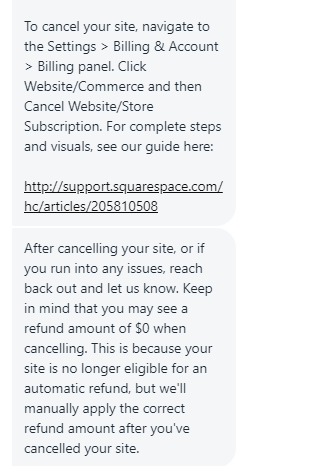 To cancel your site, navigate to
the Settings > Billing & Account
> Billing panel. Click
Website/Commerce and then
Cancel Website/Store
Subscription. For complete steps
and visuals, see our guide here:
http://support.squarespace.com/
hc/articles/205810508
After cancelling your site, or if
you run into any issues, reach
back out and let us know. Keep
in mind that you may see a
refund amount of $0 when
cancelling. This is because your
site is no longer eligible for an
automatic refund, but we'll
manually apply the correct
refund amount after you've
cancelled your site.